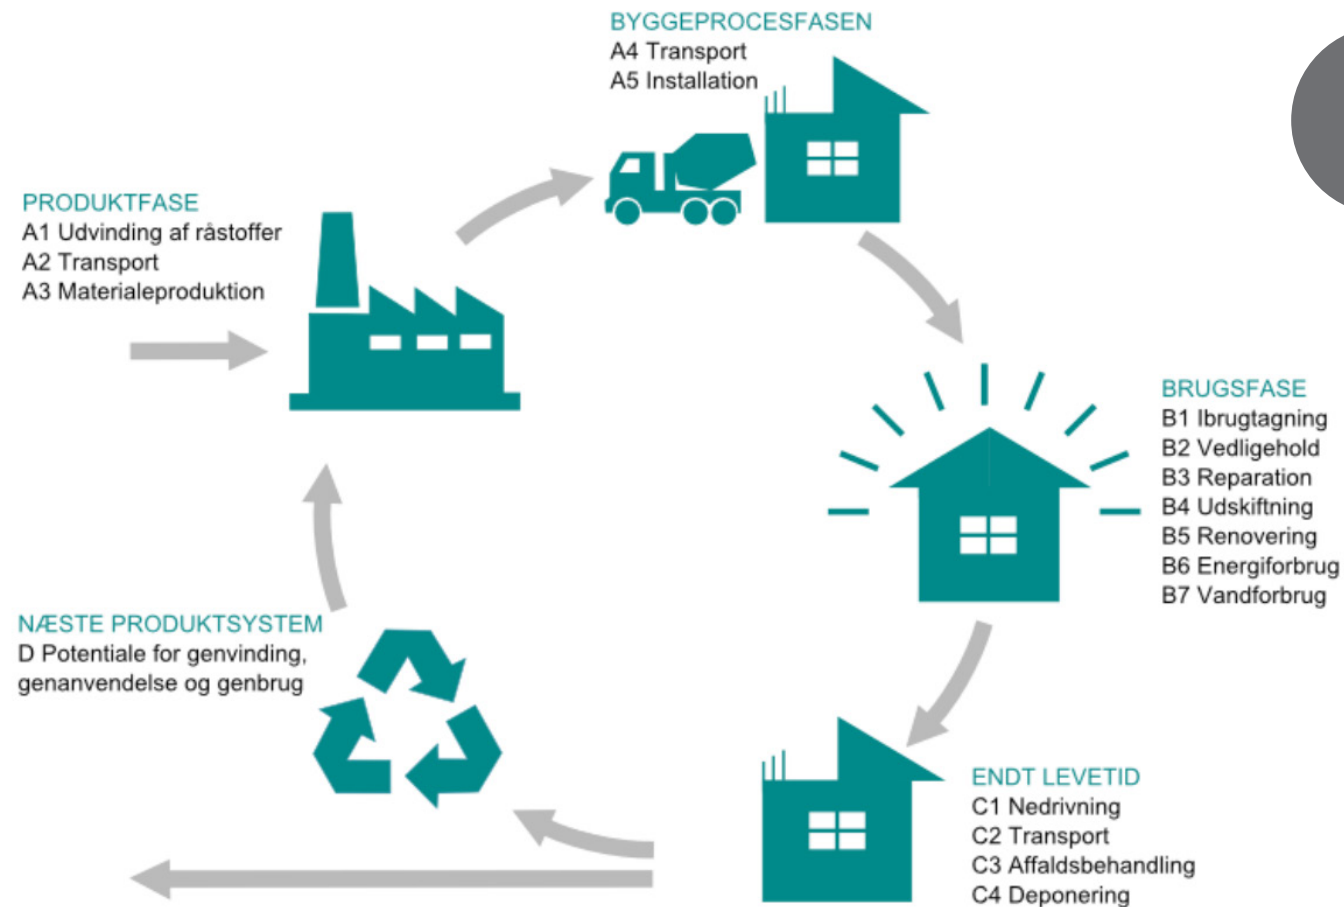 BYGGEPROCESFASEN
A4 Transport
A5 Installation
PRODUKTFASE
A1 Udvinding af råstoffer
A2 Transport
A3 Materialeproduktion
BRUGSFASE
B1 Ibrugtagning
B2 Vedligehold
B3 Reparation
B4 Udskiftning
B5 Renovering
B6 Energiforbrug
B7 Vandforbrug
NÆSTE PRODUKTSYSTEM
D Potentiale for genvinding,
genanvendelse og genbrug
ENDT LEVETID
C1 Nedrivning
C2 Transport
C3 Affaldsbehandling
C4 Deponering